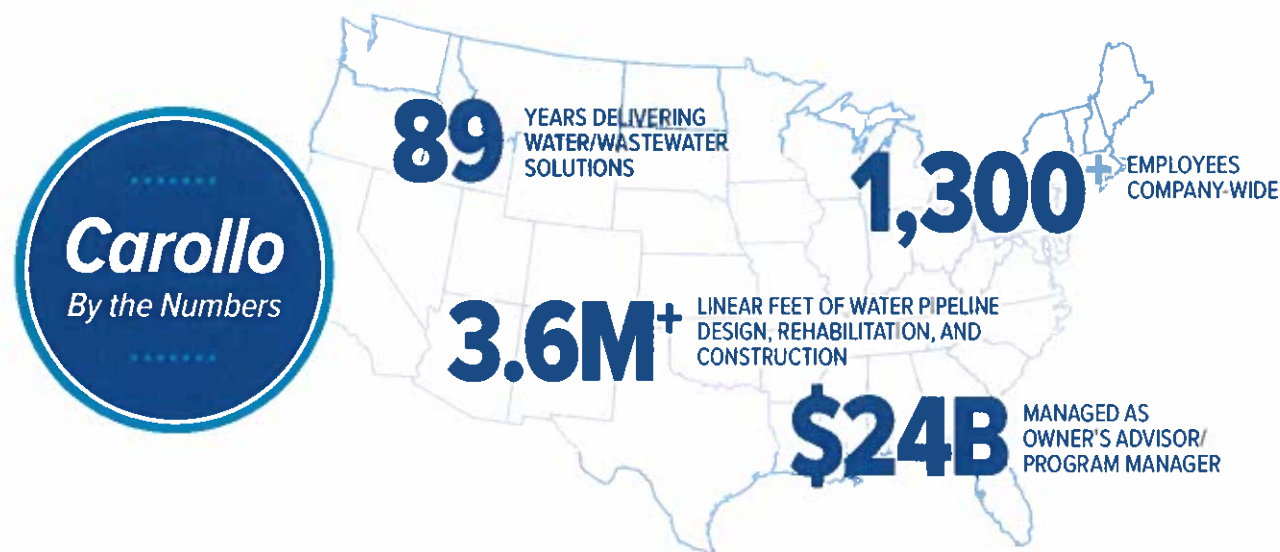 Carollo
By the Numbers
89
YEARS DELIVERING
WATER/WASTEWATER
SOLUTIONS
1,300+
EMPLOYEES
COMPANY-WIDE
3.6M+
LINEAR FEET OF WATER PIPELINE
DESIGN, REHABILITATION, AND
CONSTRUCTION
$24B
MANAGED AS
OWNER'S ADVISOR/
PROGRAM MANAGER